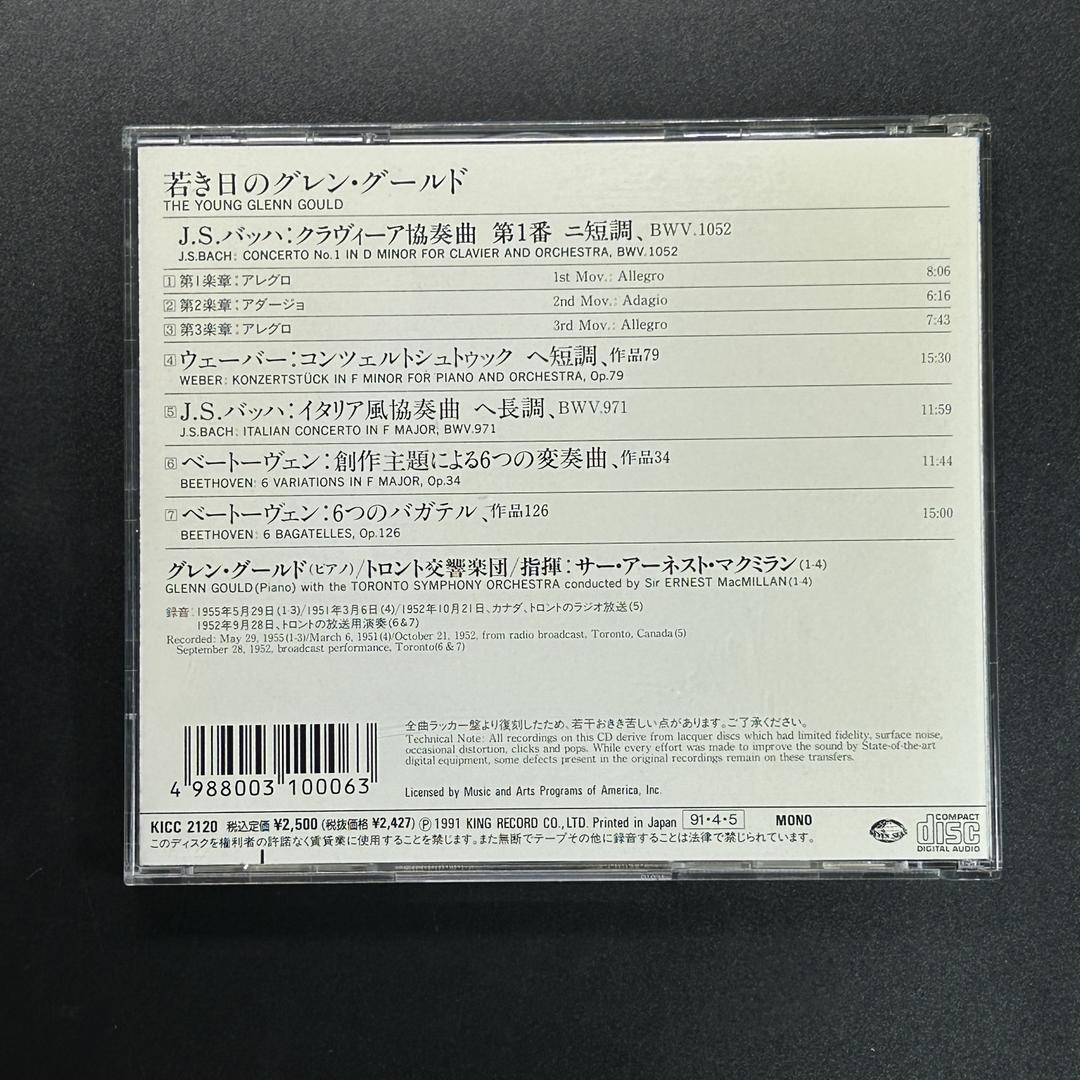 若き日のグレン・グールド
THE YOUNG GLENN GOULD
J.S.バッハ：クラヴィーア協奏曲 第1番 ニ短調、BWV.1052
J.S.BACH: CONCERTO No.1 IN D MINOR FOR CLAVIER AND ORCHESTRA, BWV.1052
1 第1楽章：アレグロ 1st Mov.: Allegro 8:06
2 第2楽章：アダージョ 2nd Mov.: Adagio 6:16
3 第3楽章：アレグロ 3rd Mov.: Allegro 7:43
4 ウェーバー：コンツェルトシュトゥック ヘ短調、作品79 15:30
WEBER: KONZERTSTÜCK IN F MINOR FOR PIANO AND ORCHESTRA, Op.79
5 J.S.バッハ：イタリア風協奏曲 ヘ長調、BWV.971 11:59
J.S.BACH: ITALIAN CONCERTO IN F MAJOR, BWV.971
6 ベートーヴェン：創作主題による6つの変奏曲、作品34 11:44
BEETHOVEN: 6 VARIATIONS IN F MAJOR, Op.34
7 ベートーヴェン：6つのバガテル、作品126 15:00
BEETHOVEN: 6 BAGATELLES, Op.126
グレン・グールド(ピアノ)/トロント交響楽団/指揮：サー・アーネスト・マクミラン(1-4)
GLENN GOULD(Piano) with the TORONTO SYMPHONY ORCHESTRA conducted by Sir ERNEST MacMILLAN(1-4)
録音：1955年5月29日(1-3)/1951年3月6日(4)/1952年10月21日、カナダ、トロントのラジオ放送(5)
1952年9月28日、トロントの放送用演奏(6&7)
Recorded: May 29, 1955(1-3)/March 6, 1951(4)/October 21, 1952, from radio broadcast, Toronto, Canada(5)
September 28, 1952, broadcast performance, Toronto(6&7)
全曲ラッカー盤より復刻したため、若干おきき苦しい点があります。ご了承ください。
Technical Note: All recordings on this CD derive from lacquer discs which had limited fidelity, surface noise,
occasional distortion, clicks and pops. While every effort was made to improve the sound by State-of-the-art
digital equipment, some defects present in the original recordings remain on these transfers.
4 988003 100063
Licensed by Music and Arts Programs of America, Inc.
KICC 2120 税込定価 ¥2,500 (税抜価格 ¥2,427) Ⓟ 1991 KING RECORD CO.,LTD. Printed in Japan 91・4・5 MONO
このディスクを権利者の許諾なく賃貸業に使用することを禁じます。また無断でテープその他に録音することは法律で禁じられています。
SEVEN SEAS
COMPACT
disc
DIGITAL AUDIO